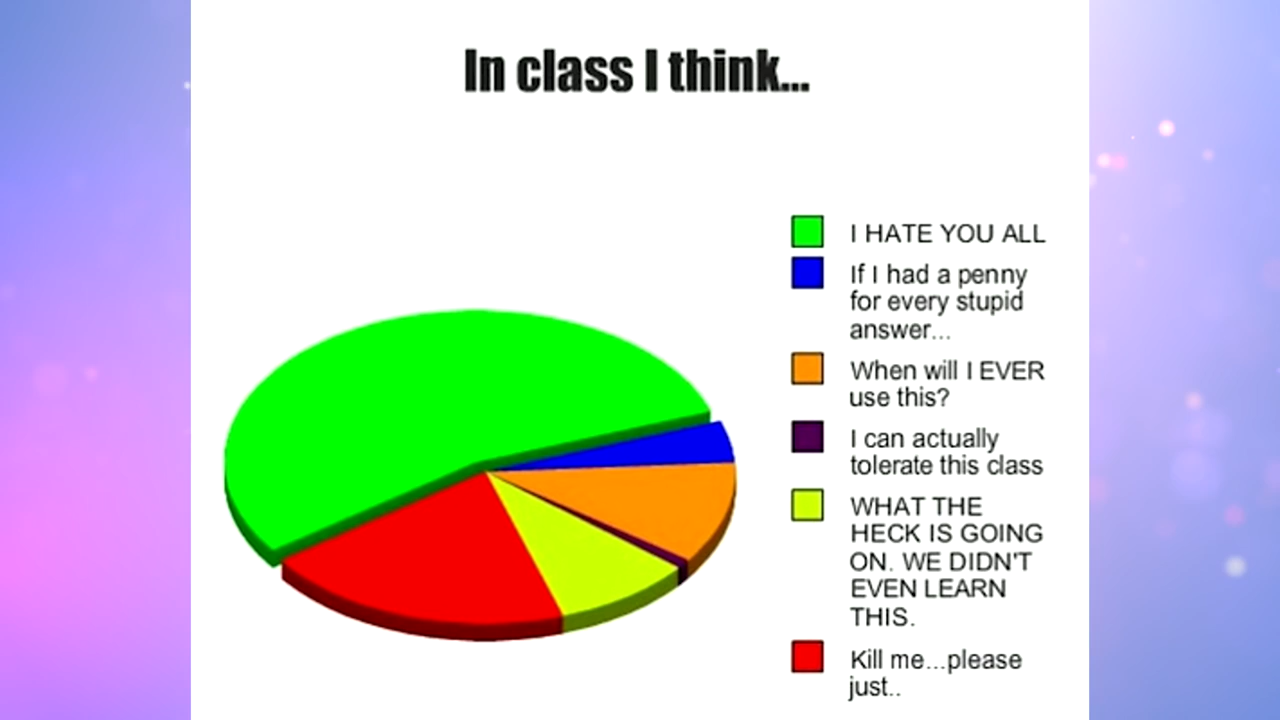 In class I think...
I HATE YOU ALL
If I had a penny
for every stupid
answer...
When will I EVER
use this?
I can actually
tolerate this class
WHAT THE
HECK IS GOING
ON. WE DIDN'T
EVEN LEARN
THIS.
Kill me...please
just..